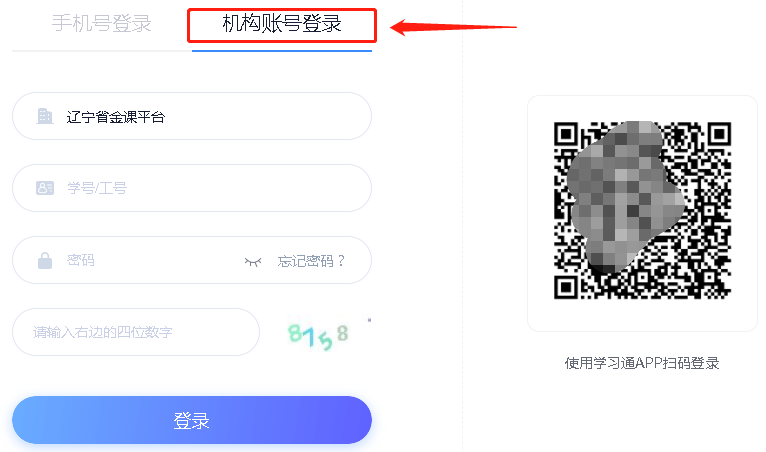 手机号登录
机构账号登录
辽宁省金课平台
学号/工号
密码
忘记密码？
请输入右边的四位数字
8758
登录
使用学习通APP扫码登录